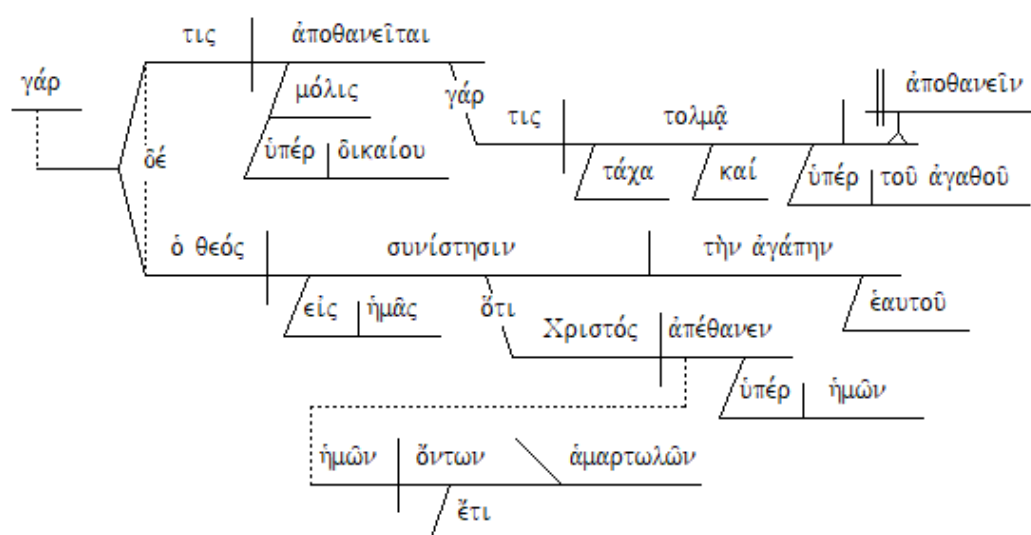 τις ἀποθανεῖται
γάρ μόλις γάρ ἀποθανεῖν
τις τολμᾷ
δέ ὑπέρ δικαίου τάχα καί ὑπέρ τοῦ ἀγαθοῦ
ὁ θεός συνίστησιν τὴν ἀγάπην
εἰς ἡμᾶς ὅτι ἑαυτοῦ
Χριστός ἀπέθανεν
ὑπέρ ἡμῶν
ἡμῶν ὄντων ἁμαρτωλῶν
ἔτι